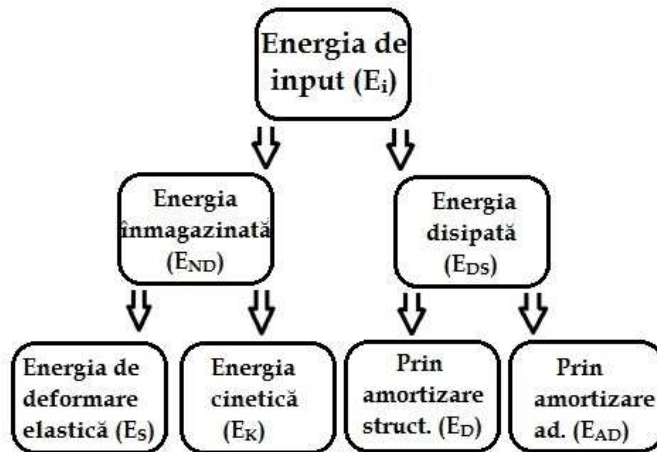 Energia de
input (Ei)
Energia
înmagazinată
(END)
Energia
disipată
(EDS)
Energia de
deformare
elastică (ES)
Energia
cinetică
(EK)
Prin
amortizare
struct. (ED)
Prin
amortizare
ad. (EAD)